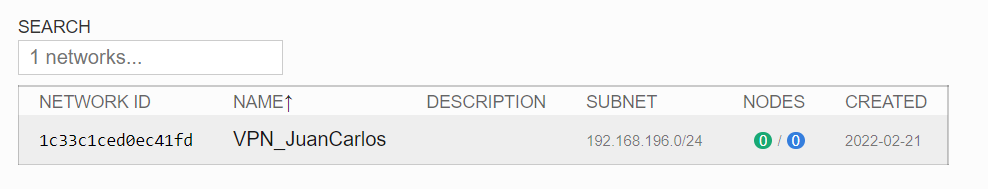 SEARCH
1 networks...
NETWORK ID NAME↑ DESCRIPTION SUBNET NODES CREATED
1c33c1ced0ec41fd VPN_JuanCarlos 192.168.196.0/24 0 / 0 2022-02-21